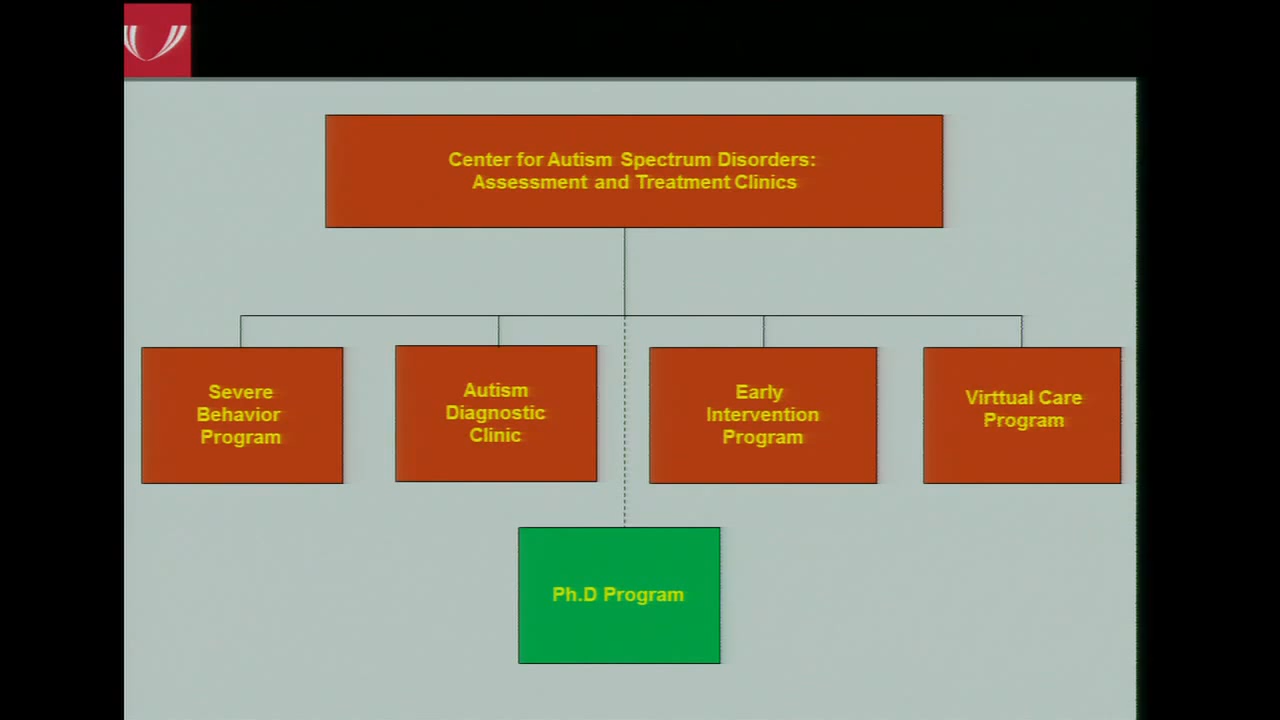 Center for Autism Spectrum Disorders:
Assessment and Treatment Clinics
Severe
Behavior
Program
Autism
Diagnostic
Clinic
Early
Intervention
Program
Virttual Care
Program
Ph.D Program